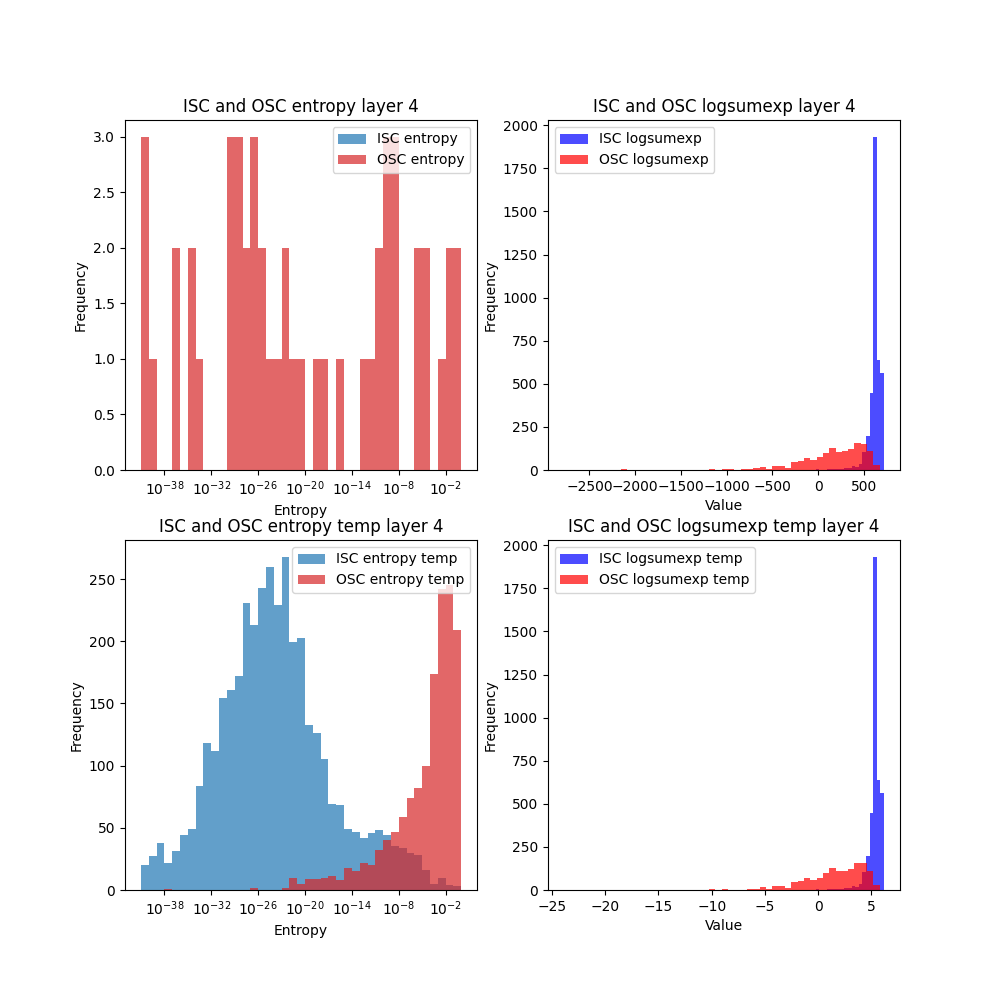 ISC and OSC entropy layer 4
ISC entropy
OSC entropy
Frequency
3.0
2.5
2.0
1.5
1.0
0.5
0.0
10⁻³⁸ 10⁻³² 10⁻²⁶ 10⁻²⁰ 10⁻¹⁴ 10⁻⁸ 10⁻²
Entropy
ISC and OSC logsumexp layer 4
ISC logsumexp
OSC logsumexp
Frequency
2000
1750
1500
1250
1000
750
500
250
0
−2500 −2000 −1500 −1000 −500 0 500
Value
ISC and OSC entropy temp layer 4
ISC entropy temp
OSC entropy temp
Frequency
250
200
150
100
50
0
10⁻³⁸ 10⁻³² 10⁻²⁶ 10⁻²⁰ 10⁻¹⁴ 10⁻⁸ 10⁻²
Entropy
ISC and OSC logsumexp temp layer 4
ISC logsumexp temp
OSC logsumexp temp
Frequency
2000
1750
1500
1250
1000
750
500
250
0
−25 −20 −15 −10 −5 0 5
Value